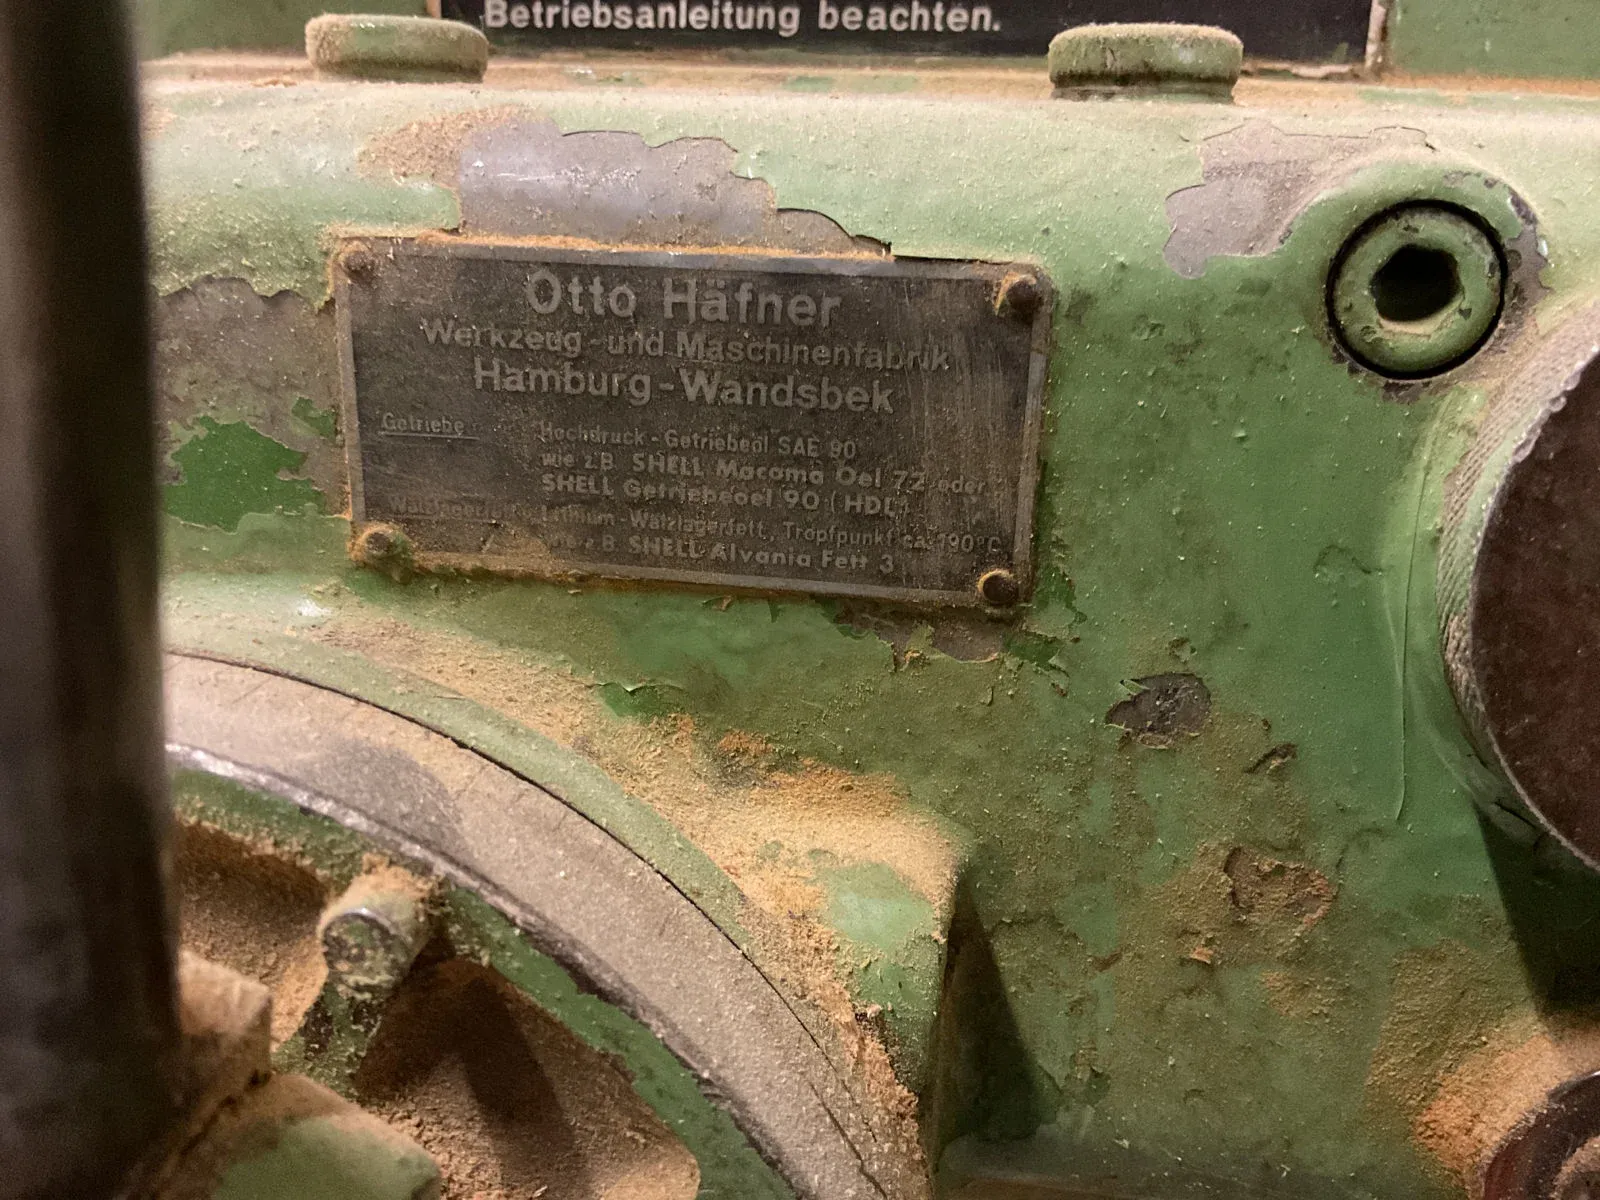 Betriebsanleitung beachten.
Otto Häfner
Werkzeug- und Maschinenfabrik
Hamburg-Wandsbek
Getriebe Hochdruck-Getriebeöl SAE 90
wie z.B. SHELL Macoma Oel 72 oder
SHELL Getriebeoel 90 (HDL)
Lithium-Wälzlagerfett, Tropfpunkt ca. 190°C
z.B. SHELL Alvania Fett 3